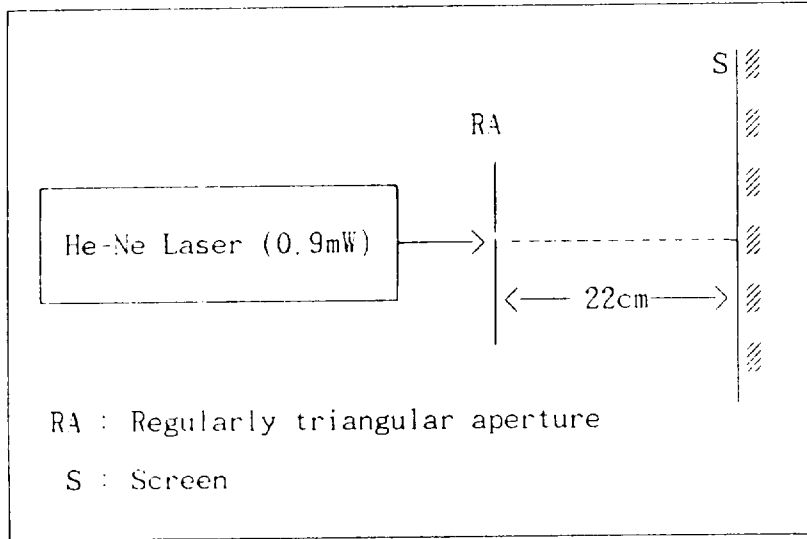 S
RA
He-Ne Laser (0.9mW)
22cm
RA : Regularly triangular aperture
S : Screen